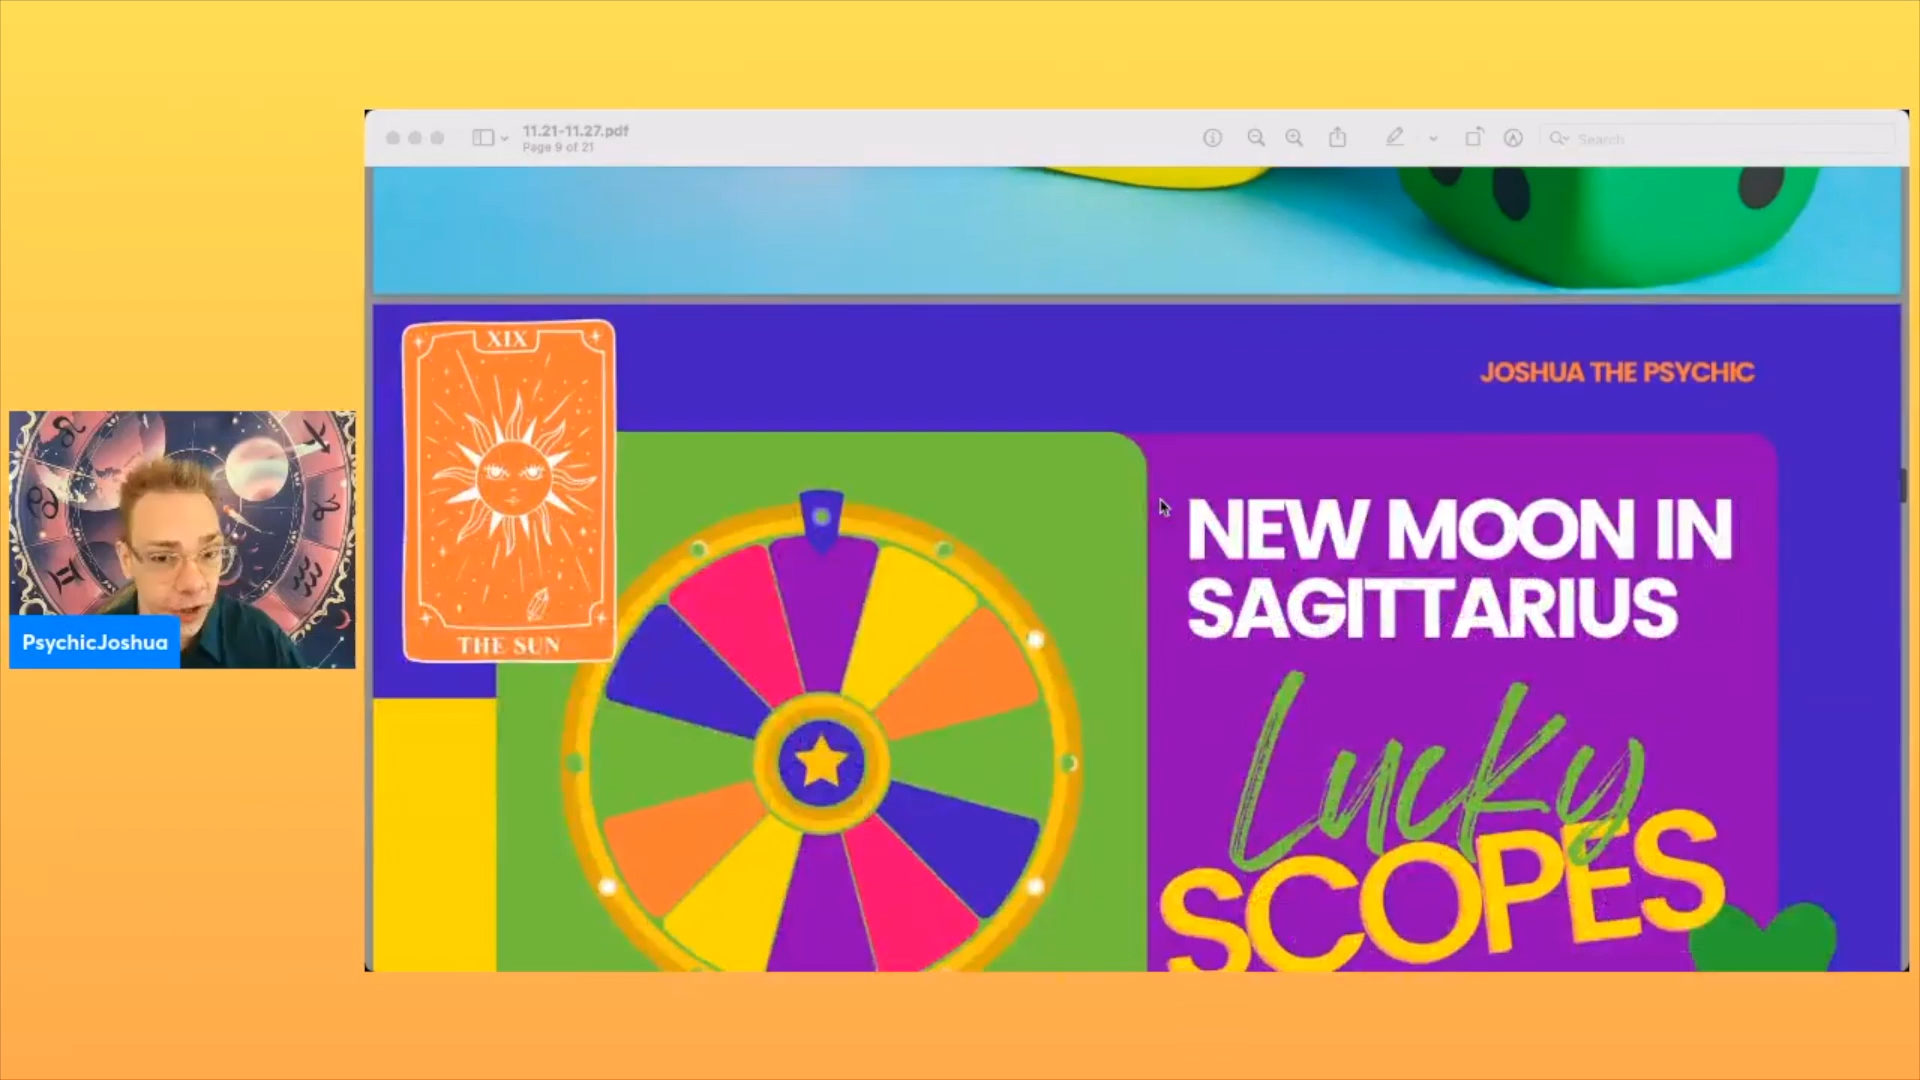 11.21-11.27.pdf
Page 9 of 21
Search
XIX
THE SUN
JOSHUA THE PSYCHIC
NEW MOON IN
SAGITTARIUS
Lucky
SCOPES
PsychicJoshua